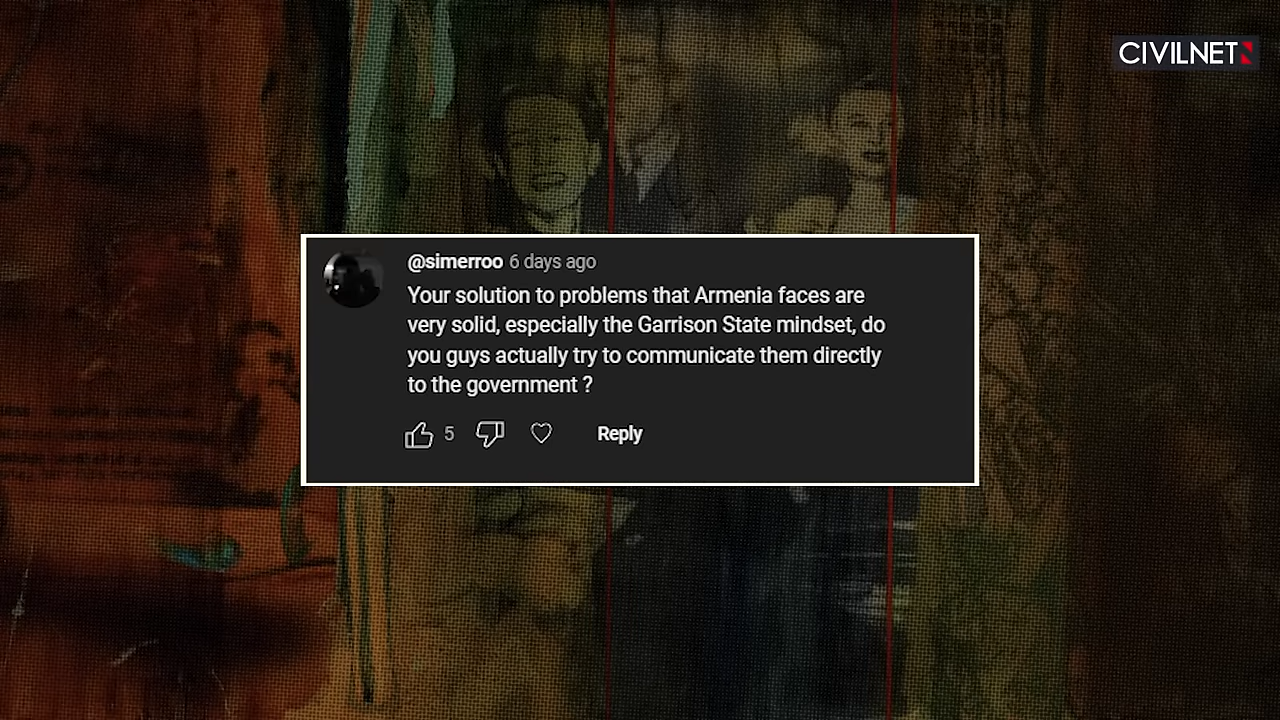 CIVILNET
@simerroo 6 days ago
Your solution to problems that Armenia faces are
very solid, especially the Garrison State mindset, do
you guys actually try to communicate them directly
to the government ?
5
Reply